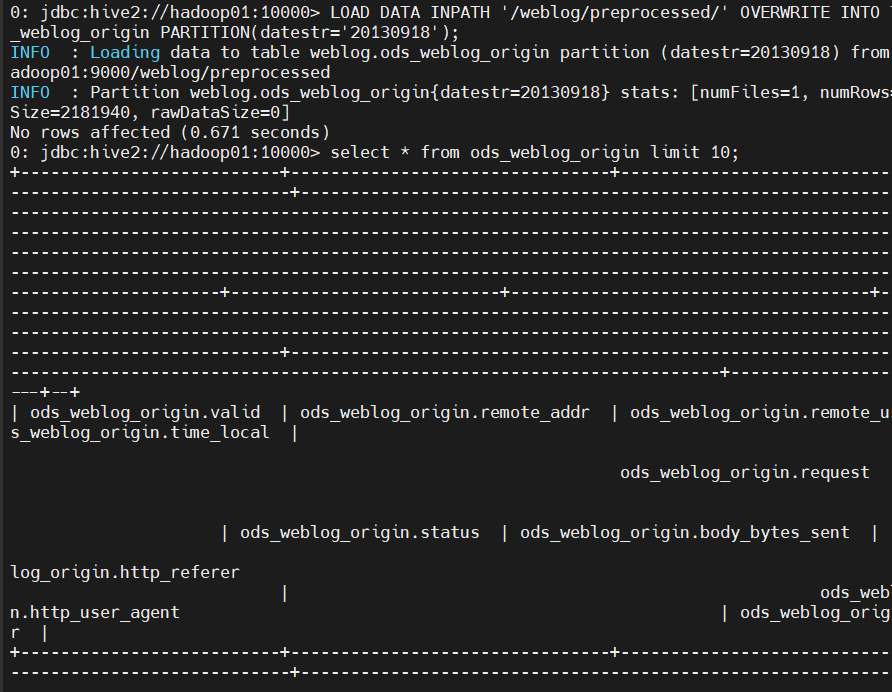 0: jdbc:hive2://hadoop01:10000> LOAD DATA INPATH '/weblog/preprocessed/' OVERWRITE INTO
_weblog_origin PARTITION(datestr='20130918');
INFO  : Loading data to table weblog.ods_weblog_origin partition (datestr=20130918) from
adoop01:9000/weblog/preprocessed
INFO  : Partition weblog.ods_weblog_origin{datestr=20130918} stats: [numFiles=1, numRows=
Size=2181940, rawDataSize=0]
No rows affected (0.671 seconds)
0: jdbc:hive2://hadoop01:10000> select * from ods_weblog_origin limit 10;
| ods_weblog_origin.valid  | ods_weblog_origin.remote_addr  | ods_weblog_origin.remote_u
s_weblog_origin.time_local  |
ods_weblog_origin.request
| ods_weblog_origin.status  | ods_weblog_origin.body_bytes_sent  |
log_origin.http_referer
| ods_web
n.http_user_agent | ods_weblog_orig
r  |